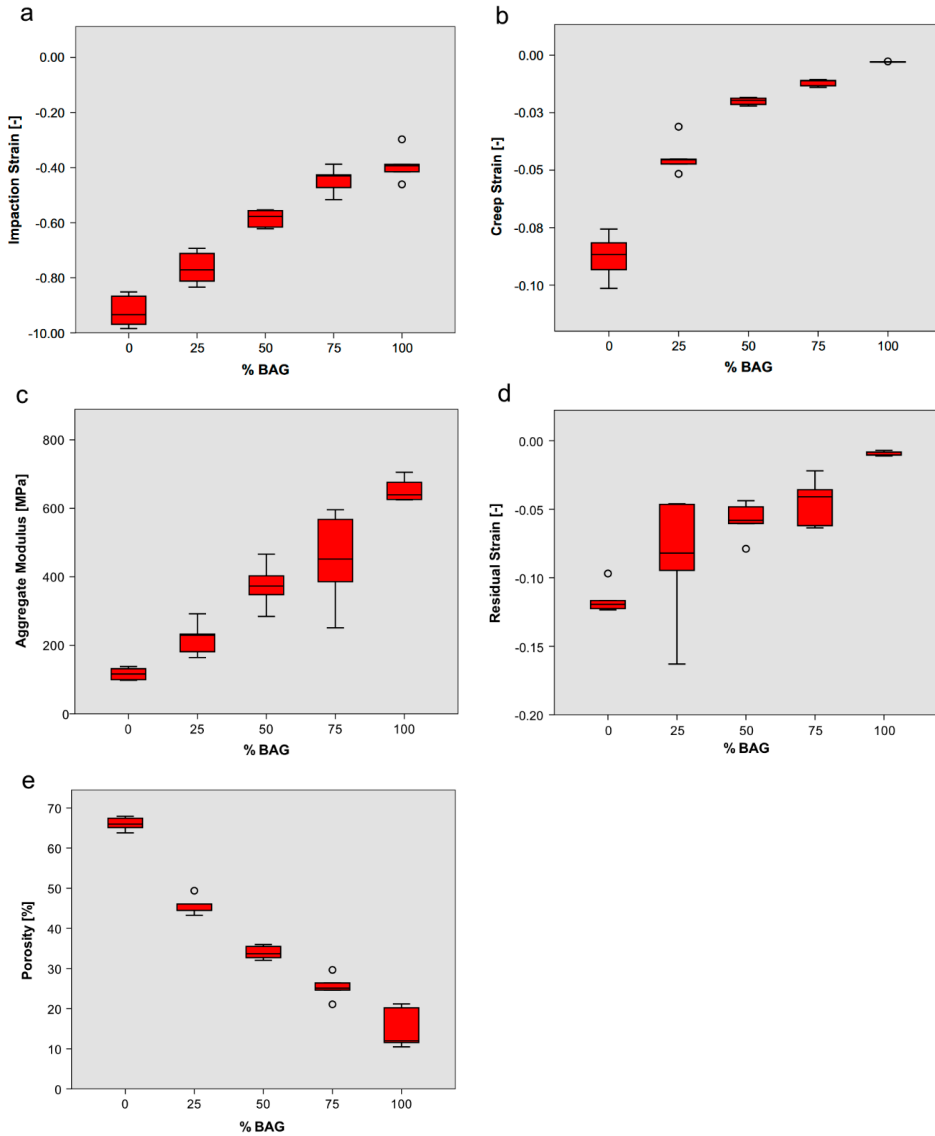 a
Impaction Strain [-]
0.00
-0.20
-0.40
-0.60
-0.80
-10.00
0 25 50 75 100
% BAG
b
Creep Strain [-]
0.00
-0.03
-0.05
-0.08
-0.10
0 25 50 75 100
% BAG
c
Aggregate Modulus [MPa]
800
600
400
200
0
0 25 50 75 100
% BAG
d
Residual Strain [-]
0.00
-0.05
-0.10
-0.15
-0.20
0 25 50 75 100
% BAG
e
Porosity [%]
70
60
50
40
30
20
10
0
0 25 50 75 100
% BAG